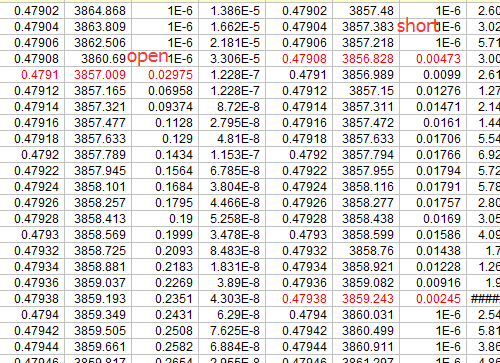 0.47902 3864.868 1E-6 1.386E-5 0.47902 3857.48 1E-6 2.60
0.47904 3863.809 1E-6 1.662E-5 0.47904 3857.383 short 1E-6 3.02
0.47906 3862.506 1E-6 2.181E-5 0.47906 3857.218 1E-6 5.71
0.47908 3860.69 open 1E-6 3.306E-5 0.47908 3856.828 0.00473 3.00
0.4791 3857.009 0.02975 1.228E-7 0.4791 3856.989 0.0099 2.61
0.47912 3857.165 0.06958 1.228E-7 0.47912 3857.15 0.01276 1.27
0.47914 3857.321 0.09374 8.72E-8 0.47914 3857.311 0.01471 2.14
0.47916 3857.477 0.1128 2.795E-8 0.47916 3857.472 0.0161 1.44
0.47918 3857.633 0.129 4.81E-8 0.47918 3857.633 0.01706 5.54
0.4792 3857.789 0.1434 1.153E-7 0.4792 3857.794 0.01766 6.92
0.47922 3857.945 0.1564 6.785E-8 0.47922 3857.955 0.01794 5.72
0.47924 3858.101 0.1684 3.804E-8 0.47924 3858.116 0.01791 5.78
0.47926 3858.257 0.1795 4.466E-8 0.47926 3858.277 0.01757 2.80
0.47928 3858.413 0.19 5.258E-8 0.47928 3858.438 0.0169 3.05
0.4793 3858.569 0.1999 3.478E-8 0.4793 3858.599 0.01586 4.09
0.47932 3858.725 0.2093 8.483E-8 0.47932 3858.76 0.01438 1.7
0.47934 3858.881 0.2183 1.831E-8 0.47934 3858.921 0.01228 1.26
0.47936 3859.037 0.2269 3.89E-8 0.47936 3859.082 0.00916 1.9
0.47938 3859.193 0.2351 4.303E-8 0.47938 3859.243 0.00245 ####
0.4794 3859.349 0.2431 6.29E-8 0.4794 3860.031 1E-6 2.54
0.47942 3859.505 0.2508 7.625E-8 0.47942 3860.499 1E-6 5.81
0.47944 3859.661 0.2582 6.884E-8 0.47944 3860.911 1E-6 3.85